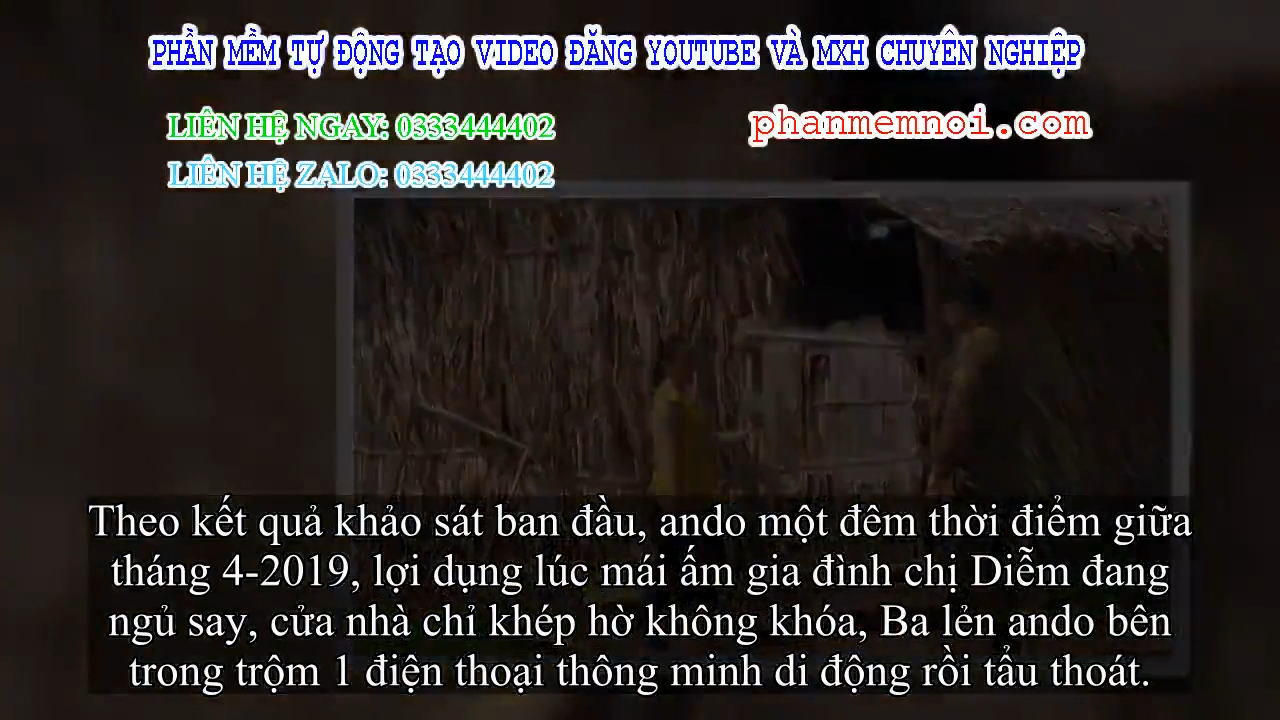 PHẦN MỀM TỰ ĐỘNG TẠO VIDEO ĐĂNG YOUTUBE VÀ MXH CHUYÊN NGHIỆP
LIÊN HỆ NGAY: 0333444402
phanmemnoi.com
LIÊN HỆ ZALO: 0333444402
Theo kết quả khảo sát ban đầu, ando một đêm thời điểm giữa
tháng 4-2019, lợi dụng lúc mái ấm gia đình chị Diễm đang
ngủ say, cửa nhà chỉ khép hờ không khóa, Ba lẻn ando bên
trong trộm 1 điện thoại thông minh di động rồi tẩu thoát.